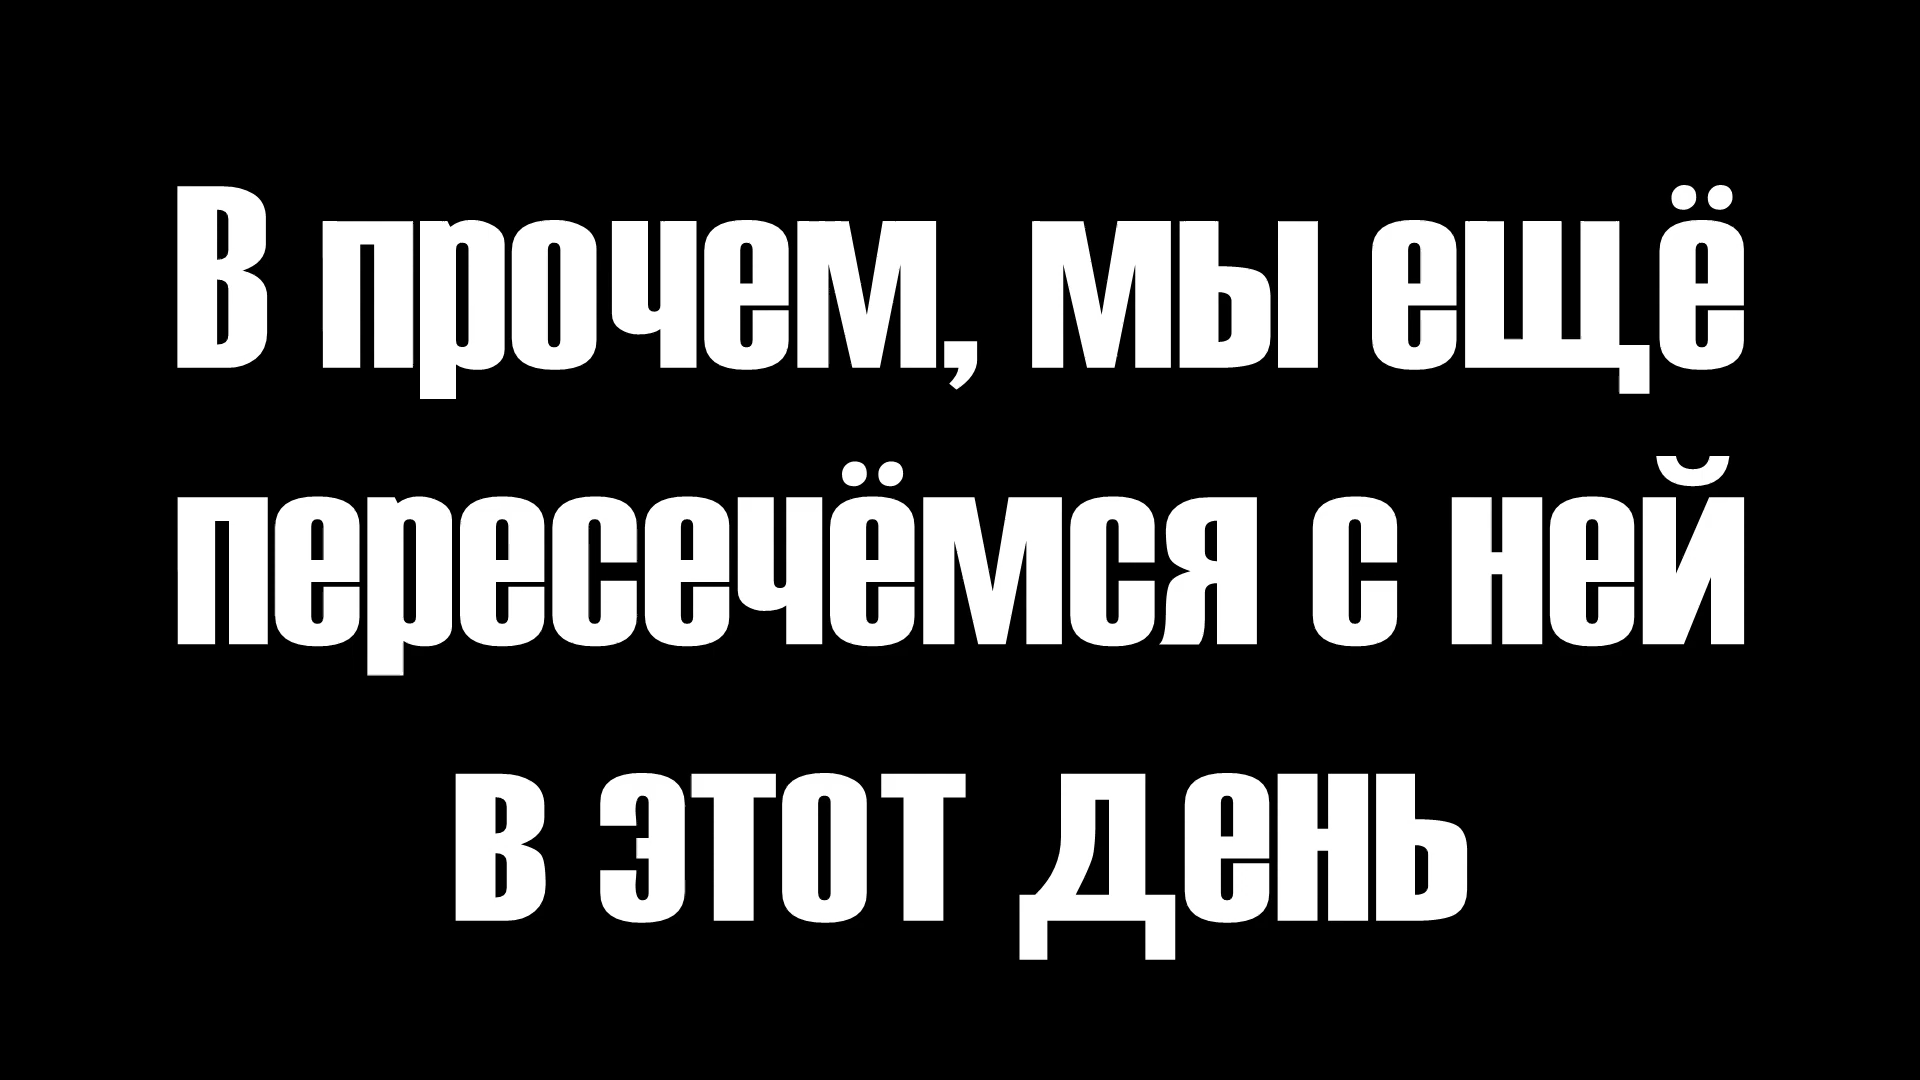 В прочем, мы ещё
пересечёмся с ней
в этот день